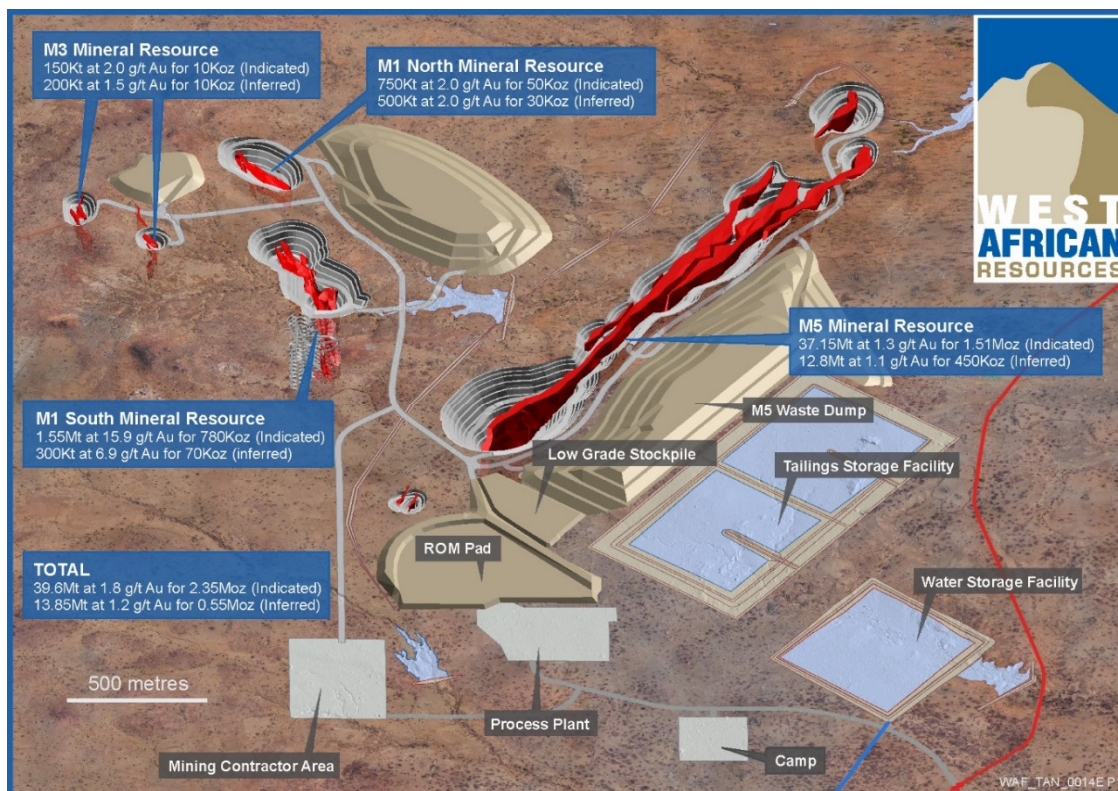 M3 Mineral Resource
150Kt at 2.0 g/t Au for 10Koz (Indicated)
200Kt at 1.5 g/t Au for 10Koz (Inferred)
M1 North Mineral Resource
750Kt at 2.0 g/t Au for 50Koz (Indicated)
500Kt at 2.0 g/t Au for 30Koz (Inferred)
WEST
AFRICAN
RESOURCES
M5 Mineral Resource
37.15Mt at 1.3 g/t Au for 1.51Moz (Indicated)
12.8Mt at 1.1 g/t Au for 450Koz (Inferred)
M1 South Mineral Resource
1.55Mt at 15.9 g/t Au for 780Koz (Indicated)
300Kt at 6.9 g/t Au for 70Koz (inferred)
M5 Waste Dump
Low Grade Stockpile
Tailings Storage Facility
ROM Pad
TOTAL
39.6Mt at 1.8 g/t Au for 2.35Moz (Indicated)
13.85Mt at 1.2 g/t Au for 0.55Moz (Inferred)
Water Storage Facility
500 metres
Process Plant
Mining Contractor Area
Camp
WAF_TAN_0014E P1